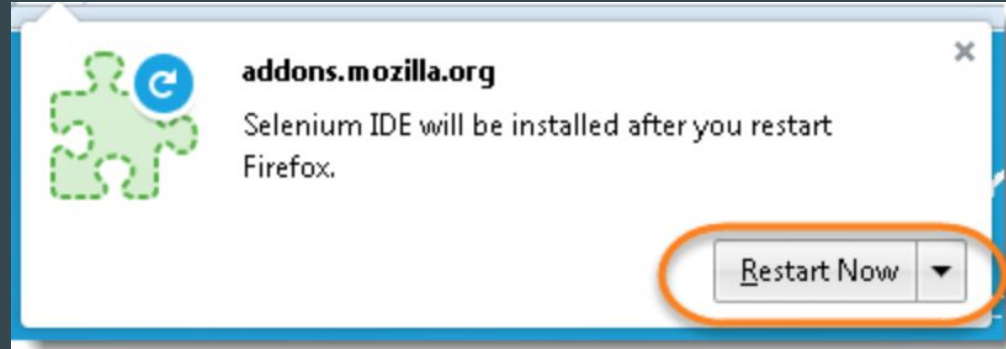 addons.mozilla.org
Selenium IDE will be installed after you restart
Firefox.
Restart Now